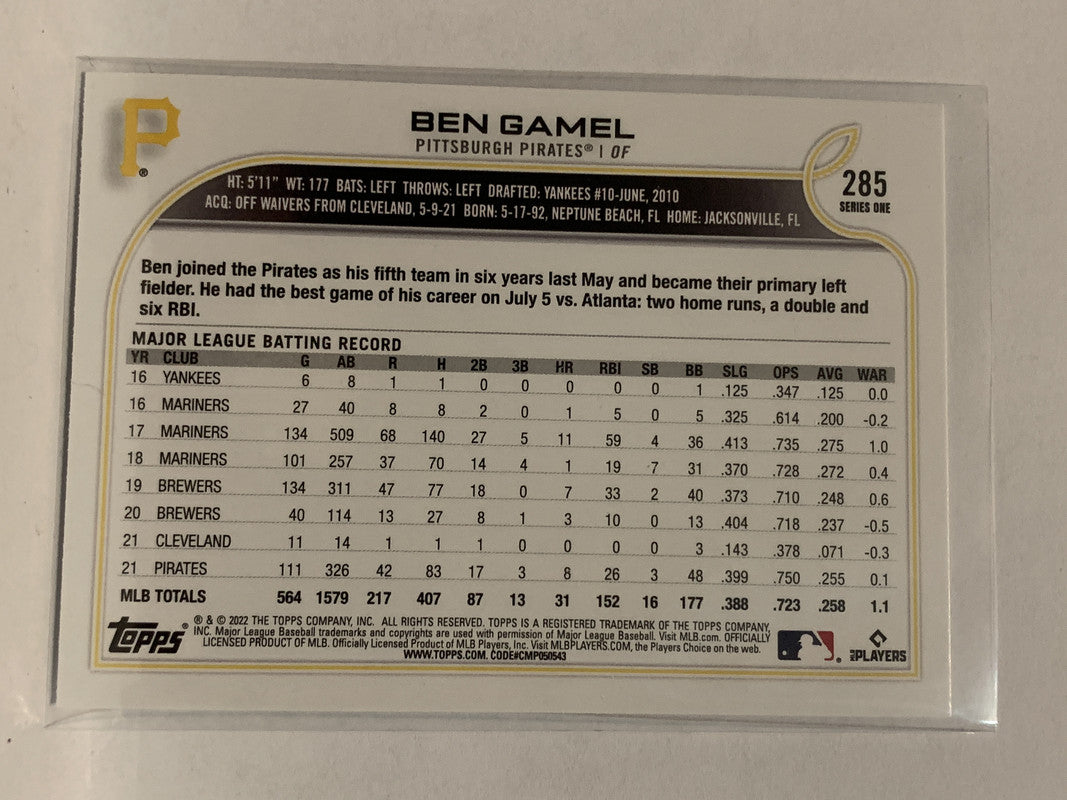 P®
BEN GAMEL
PITTSBURGH PIRATES® | OF
285
SERIES ONE
HT: 5'11" WT: 177 BATS: LEFT THROWS: LEFT DRAFTED: YANKEES #10-JUNE, 2010
ACQ: OFF WAIVERS FROM CLEVELAND, 5-9-21 BORN: 5-17-92, NEPTUNE BEACH, FL HOME: JACKSONVILLE, FL
Ben joined the Pirates as his fifth team in six years last May and became their primary left
fielder. He had the best game of his career on July 5 vs. Atlanta: two home runs, a double and
six RBI.
MAJOR LEAGUE BATTING RECORD
YR CLUB G AB R H 2B 3B HR RBI SB BB SLG OPS AVG WAR
16 YANKEES 6 8 1 1 0 0 0 0 0 1 .125 .347 .125 0.0
16 MARINERS 27 40 8 8 2 0 1 5 0 5 .325 .614 .200 -0.2
17 MARINERS 134 509 68 140 27 5 11 59 4 36 .413 .735 .275 1.0
18 MARINERS 101 257 37 70 14 4 1 19 7 31 .370 .728 .272 0.4
19 BREWERS 134 311 47 77 18 0 7 33 2 40 .373 .710 .248 0.6
20 BREWERS 40 114 13 27 8 1 3 10 0 13 .404 .718 .237 -0.5
21 CLEVELAND 11 14 1 1 1 0 0 0 0 3 .143 .378 .071 -0.3
21 PIRATES 111 326 42 83 17 3 8 26 3 48 .399 .750 .255 0.1
MLB TOTALS 564 1579 217 407 87 13 31 152 16 177 .388 .723 .258 1.1
topps®
® & © 2022 THE TOPPS COMPANY, INC. ALL RIGHTS RESERVED. TOPPS IS A REGISTERED TRADEMARK OF THE TOPPS COMPANY,
INC. Major League Baseball trademarks and copyrights are used with permission of Major League Baseball. Visit MLB.com. OFFICIALLY
LICENSED PRODUCT OF MLB. Officially Licensed Product of MLB Players, Inc. Visit MLBPLAYERS.COM, the Players Choice on the web.
WWW.TOPPS.COM. CODE#CMP050543
PLAYERS